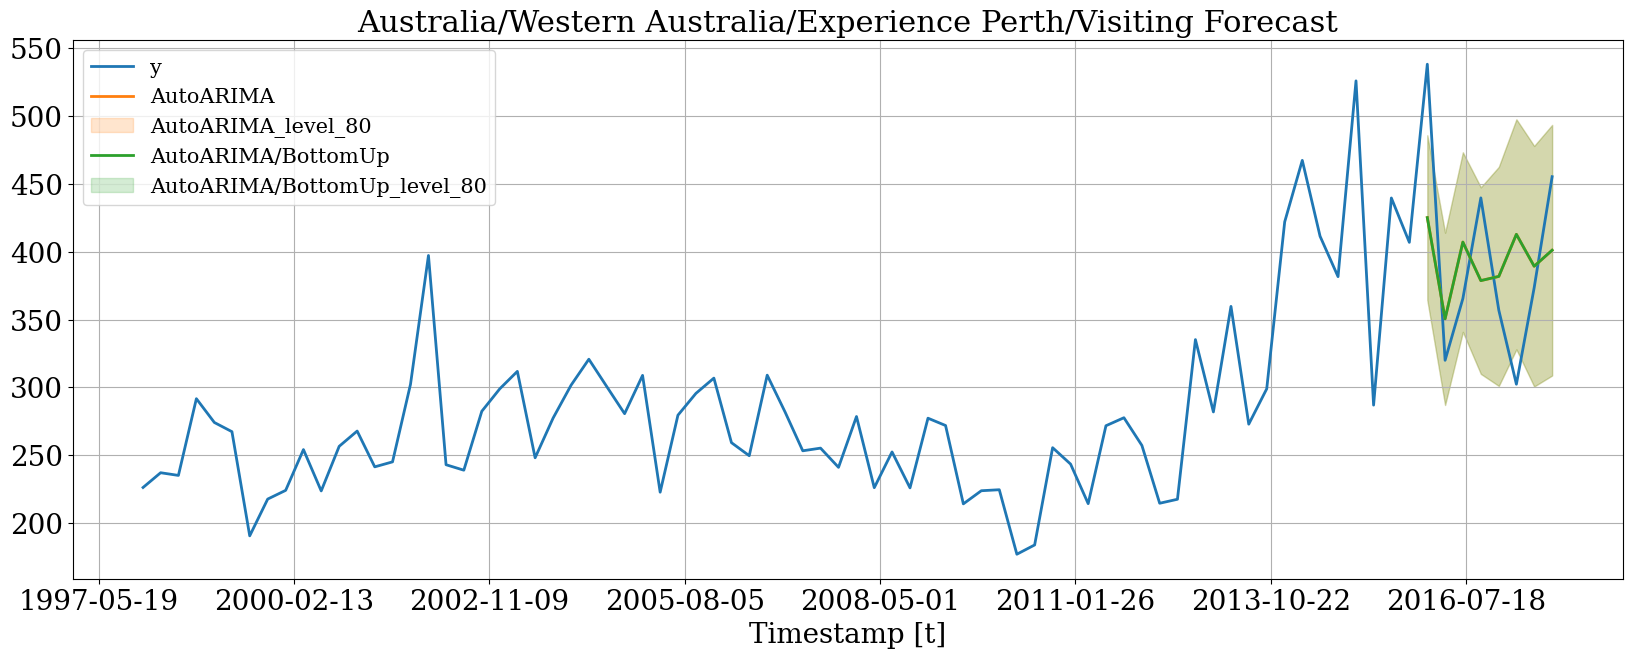 Australia/Western Australia/Experience Perth/Visiting Forecast
550
500
450
400
350
300
250
200
y
AutoARIMA
AutoARIMA_level_80
AutoARIMA/BottomUp
AutoARIMA/BottomUp_level_80
1997-05-19 2000-02-13 2002-11-09 2005-08-05 2008-05-01 2011-01-26 2013-10-22 2016-07-18
Timestamp [t]